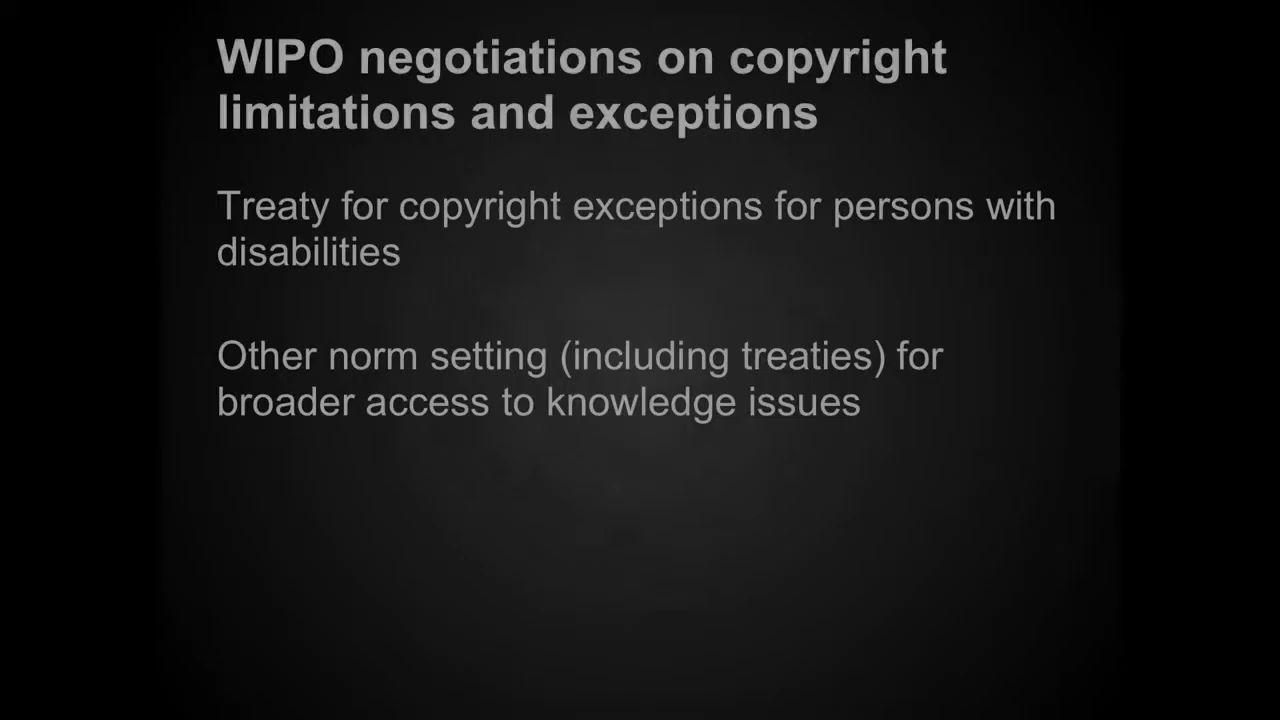 WIPO negotiations on copyright
limitations and exceptions
Treaty for copyright exceptions for persons with
disabilities
Other norm setting (including treaties) for
broader access to knowledge issues